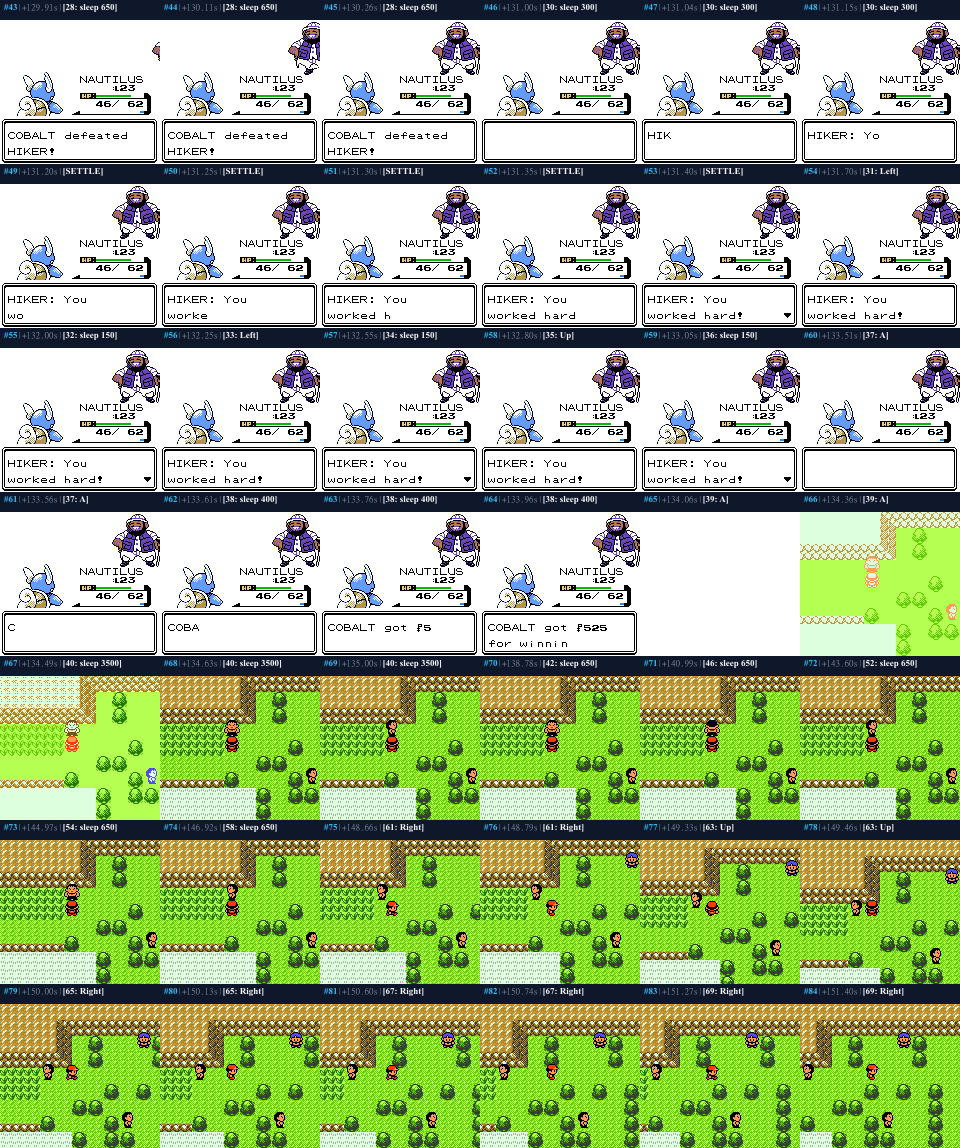 #43 | +129.91s | [28: sleep 650]
#44 | +130.11s | [28: sleep 650]
#45 | +130.26s | [28: sleep 650]
#46 | +131.00s | [30: sleep 300]
#47 | +131.04s | [30: sleep 300]
#48 | +131.15s | [30: sleep 300]
NAUTILUS
:L23
HP:
46/ 62
COBALT defeated
HIKER!
NAUTILUS
:L23
HP:
46/ 62
COBALT defeated
HIKER!
NAUTILUS
:L23
HP:
46/ 62
COBALT defeated
HIKER!
NAUTILUS
:L23
HP:
46/ 62
NAUTILUS
:L23
HP:
46/ 62
HIK
NAUTILUS
:L23
HP:
46/ 62
HIKER: Yo
#49 | +131.20s | [SETTLE]
#50 | +131.25s | [SETTLE]
#51 | +131.30s | [SETTLE]
#52 | +131.35s | [SETTLE]
#53 | +131.40s | [SETTLE]
#54 | +131.70s | [31: Left]
NAUTILUS
:L23
HP:
46/ 62
HIKER: You
wo
NAUTILUS
:L23
HP:
46/ 62
HIKER: You
worke
NAUTILUS
:L23
HP:
46/ 62
HIKER: You
worked h
NAUTILUS
:L23
HP:
46/ 62
HIKER: You
worked hard
NAUTILUS
:L23
HP:
46/ 62
HIKER: You
worked hard!
NAUTILUS
:L23
HP:
46/ 62
HIKER: You
worked hard!
#55 | +132.00s | [32: sleep 150]
#56 | +132.25s | [33: Left]
#57 | +132.55s | [34: sleep 150]
#58 | +132.80s | [35: Up]
#59 | +133.05s | [36: sleep 150]
#60 | +133.51s | [37: A]
NAUTILUS
:L23
HP:
46/ 62
HIKER: You
worked hard!
NAUTILUS
:L23
HP:
46/ 62
HIKER: You
worked hard!
NAUTILUS
:L23
HP:
46/ 62
HIKER: You
worked hard!
NAUTILUS
:L23
HP:
46/ 62
HIKER: You
worked hard!
NAUTILUS
:L23
HP:
46/ 62
HIKER: You
worked hard!
NAUTILUS
:L23
HP:
46/ 62
#61 | +133.56s | [37: A]
#62 | +133.61s | [38: sleep 400]
#63 | +133.76s | [38: sleep 400]
#64 | +133.96s | [38: sleep 400]
#65 | +134.06s | [39: A]
#66 | +134.36s | [39: A]
NAUTILUS
:L23
HP:
46/ 62
C
NAUTILUS
:L23
HP:
46/ 62
COBA
NAUTILUS
:L23
HP:
46/ 62
COBALT got ₽5
NAUTILUS
:L23
HP:
46/ 62
COBALT got ₽525
for winnin
#67 | +134.49s | [40: sleep 3500]
#68 | +134.63s | [40: sleep 3500]
#69 | +135.00s | [40: sleep 3500]
#70 | +138.78s | [42: sleep 650]
#71 | +140.99s | [46: sleep 650]
#72 | +143.60s | [52: sleep 650]
#73 | +144.97s | [54: sleep 650]
#74 | +146.92s | [58: sleep 650]
#75 | +148.66s | [61: Right]
#76 | +148.79s | [61: Right]
#77 | +149.33s | [63: Up]
#78 | +149.46s | [63: Up]
#79 | +150.00s | [65: Right]
#80 | +150.13s | [65: Right]
#81 | +150.60s | [67: Right]
#82 | +150.74s | [67: Right]
#83 | +151.27s | [69: Right]
#84 | +151.40s | [69: Right]